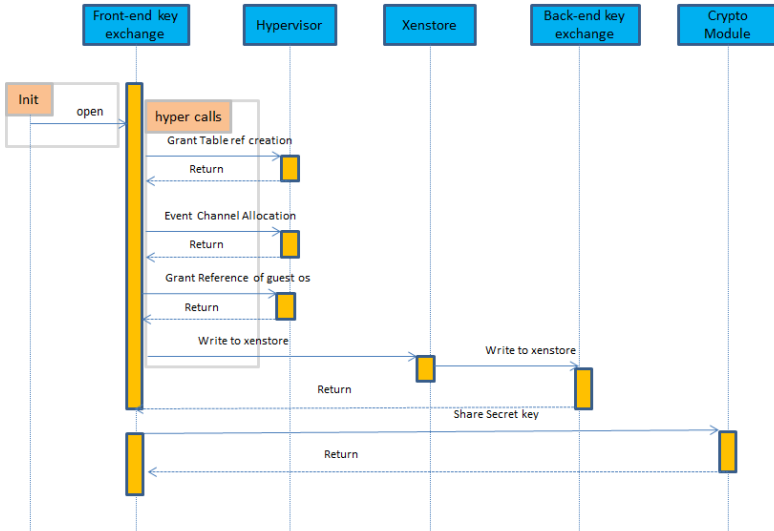 Front-end key
exchange
Hypervisor
Xenstore
Back-end key
exchange
Crypto
Module
Init
open
hyper calls
Grant Table ref creation
Return
Event Channel Allocation
Return
Grant Reference of guest os
Return
Write to xenstore
Write to xenstore
Return
Share Secret key
Return